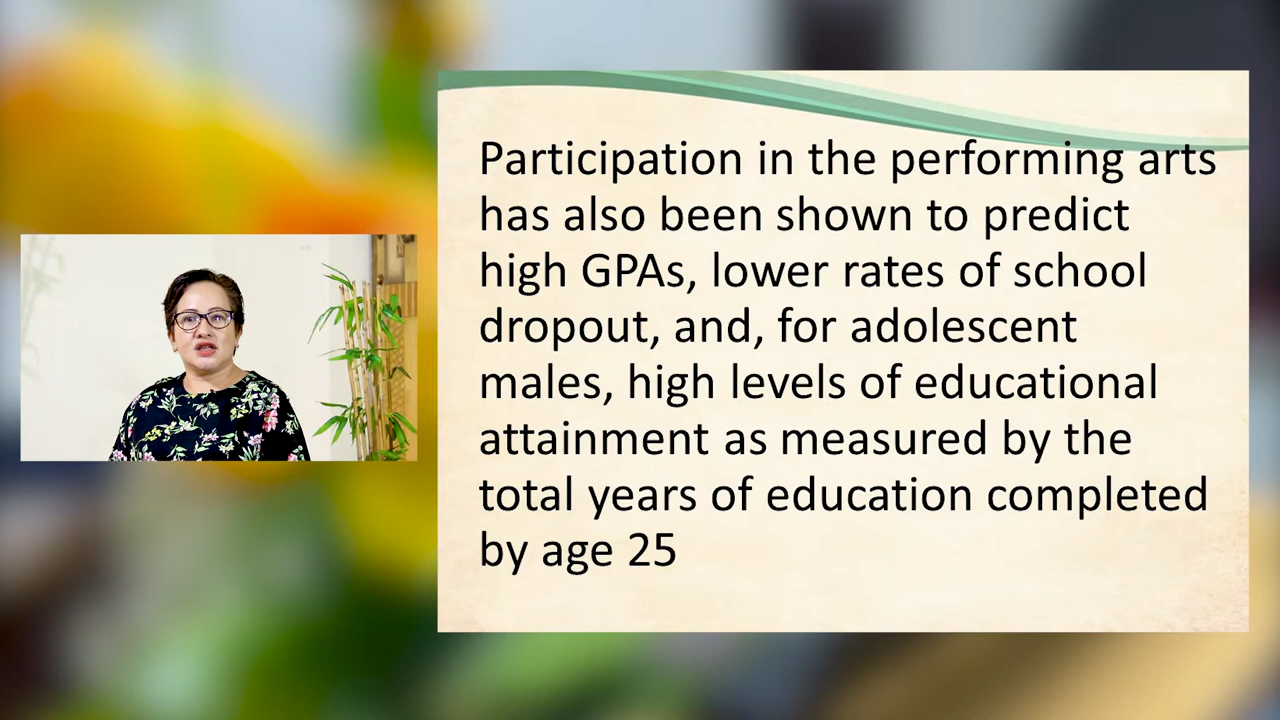 Participation in the performing arts
has also been shown to predict
high GPAs, lower rates of school
dropout, and, for adolescent
males, high levels of educational
attainment as measured by the
total years of education completed
by age 25